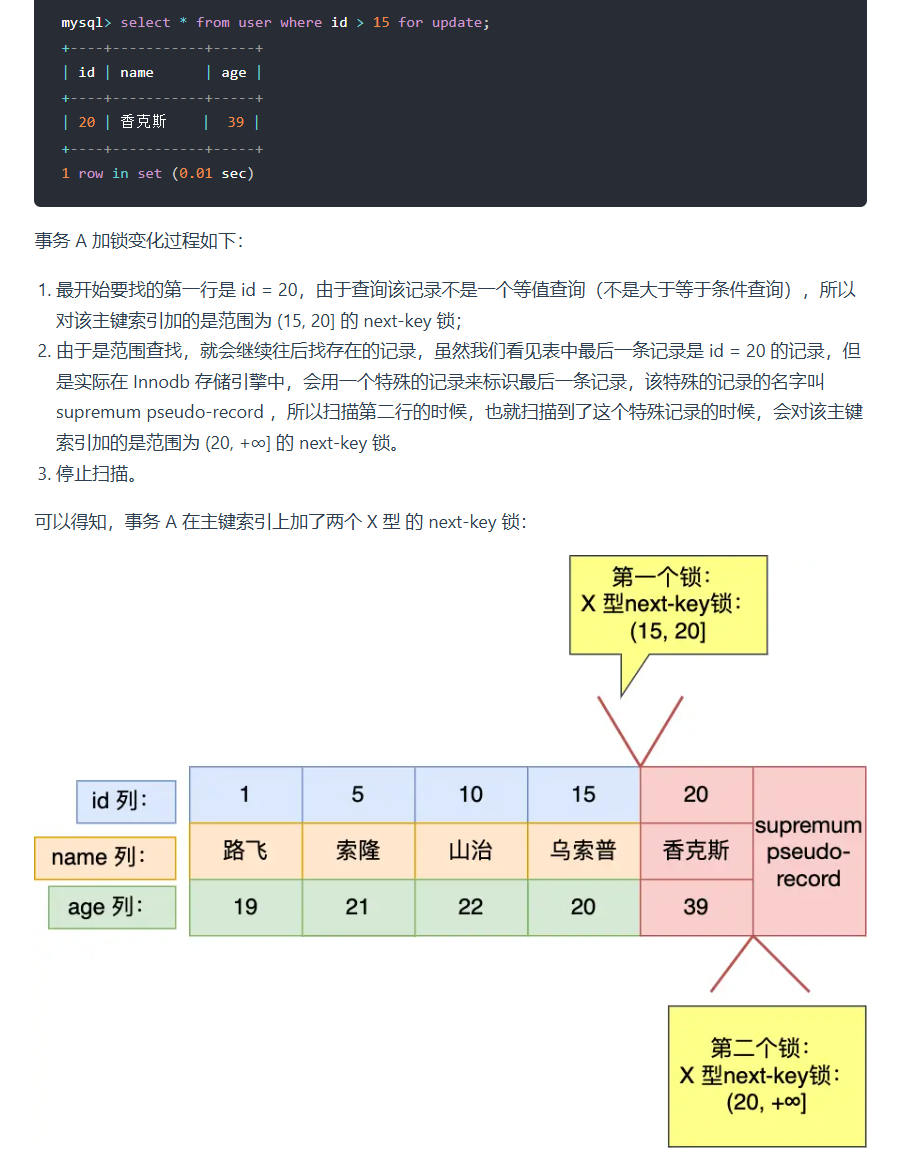 mysql> select * from user where id > 15 for update;
+----+-----------+-----+
| id | name      | age |
+----+-----------+-----+
| 20 | 香克斯    |  39 |
+----+-----------+-----+
1 row in set (0.01 sec)
事务 A 加锁变化过程如下：
1. 最开始要找的第一行是 id = 20，由于查询该记录不是一个等值查询（不是大于等于条件查询），所以
对该主键索引加的是范围为 (15, 20] 的 next-key 锁；
2. 由于是范围查找，就会继续往后找存在的记录，虽然我们看见表中最后一条记录是 id = 20 的记录，但
是实际在 Innodb 存储引擎中，会用一个特殊的记录来标识最后一条记录，该特殊的记录的名字叫
supremum pseudo-record ，所以扫描第二行的时候，也就扫描到了这个特殊记录的时候，会对该主键
索引加的是范围为 (20, +∞] 的 next-key 锁。
3. 停止扫描。
可以得知，事务 A 在主键索引上加了两个 X 型 的 next-key 锁：
第一个锁：
X 型next-key锁：
(15, 20]
id 列： 1 5 10 15 20
name 列： 路飞 索隆 山治 乌索普 香克斯
age 列： 19 21 22 20 39
supremum
pseudo-
record
第二个锁：
X 型next-key锁：
(20, +∞]